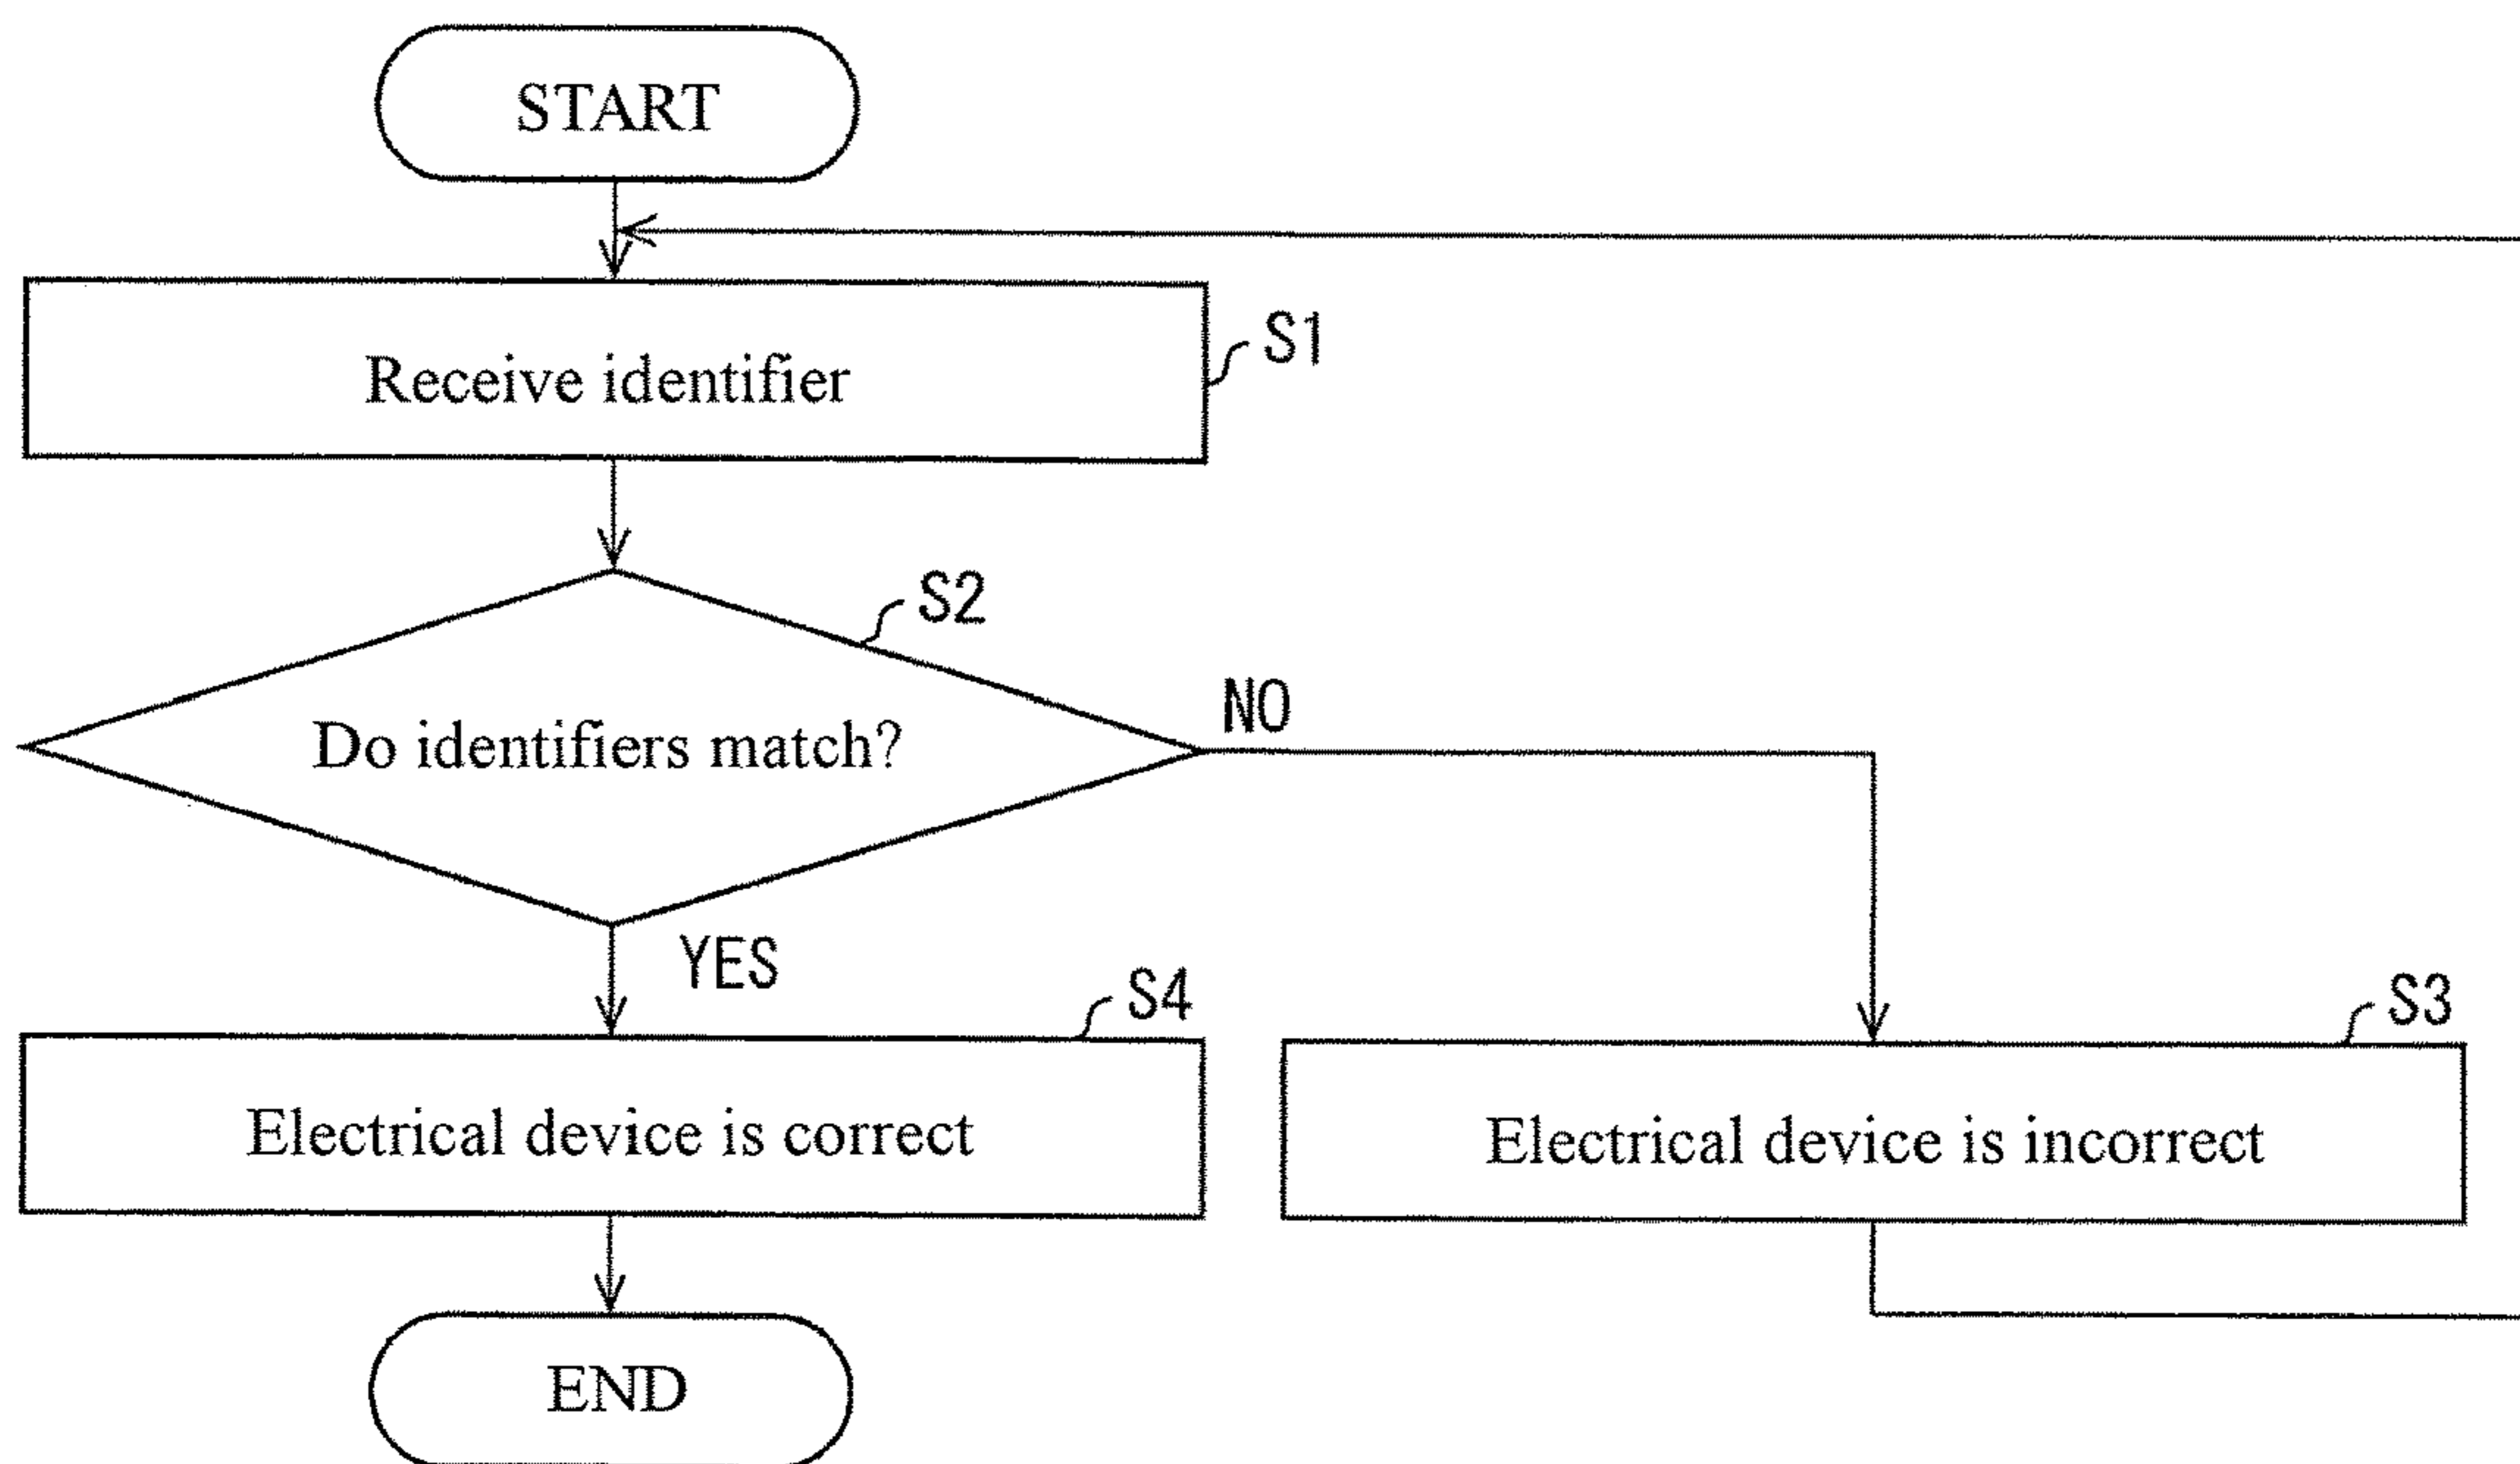 START
Receive identifier
S1
S2
Do identifiers match?
NO
YES
S4
Electrical device is correct
S3
Electrical device is incorrect
END